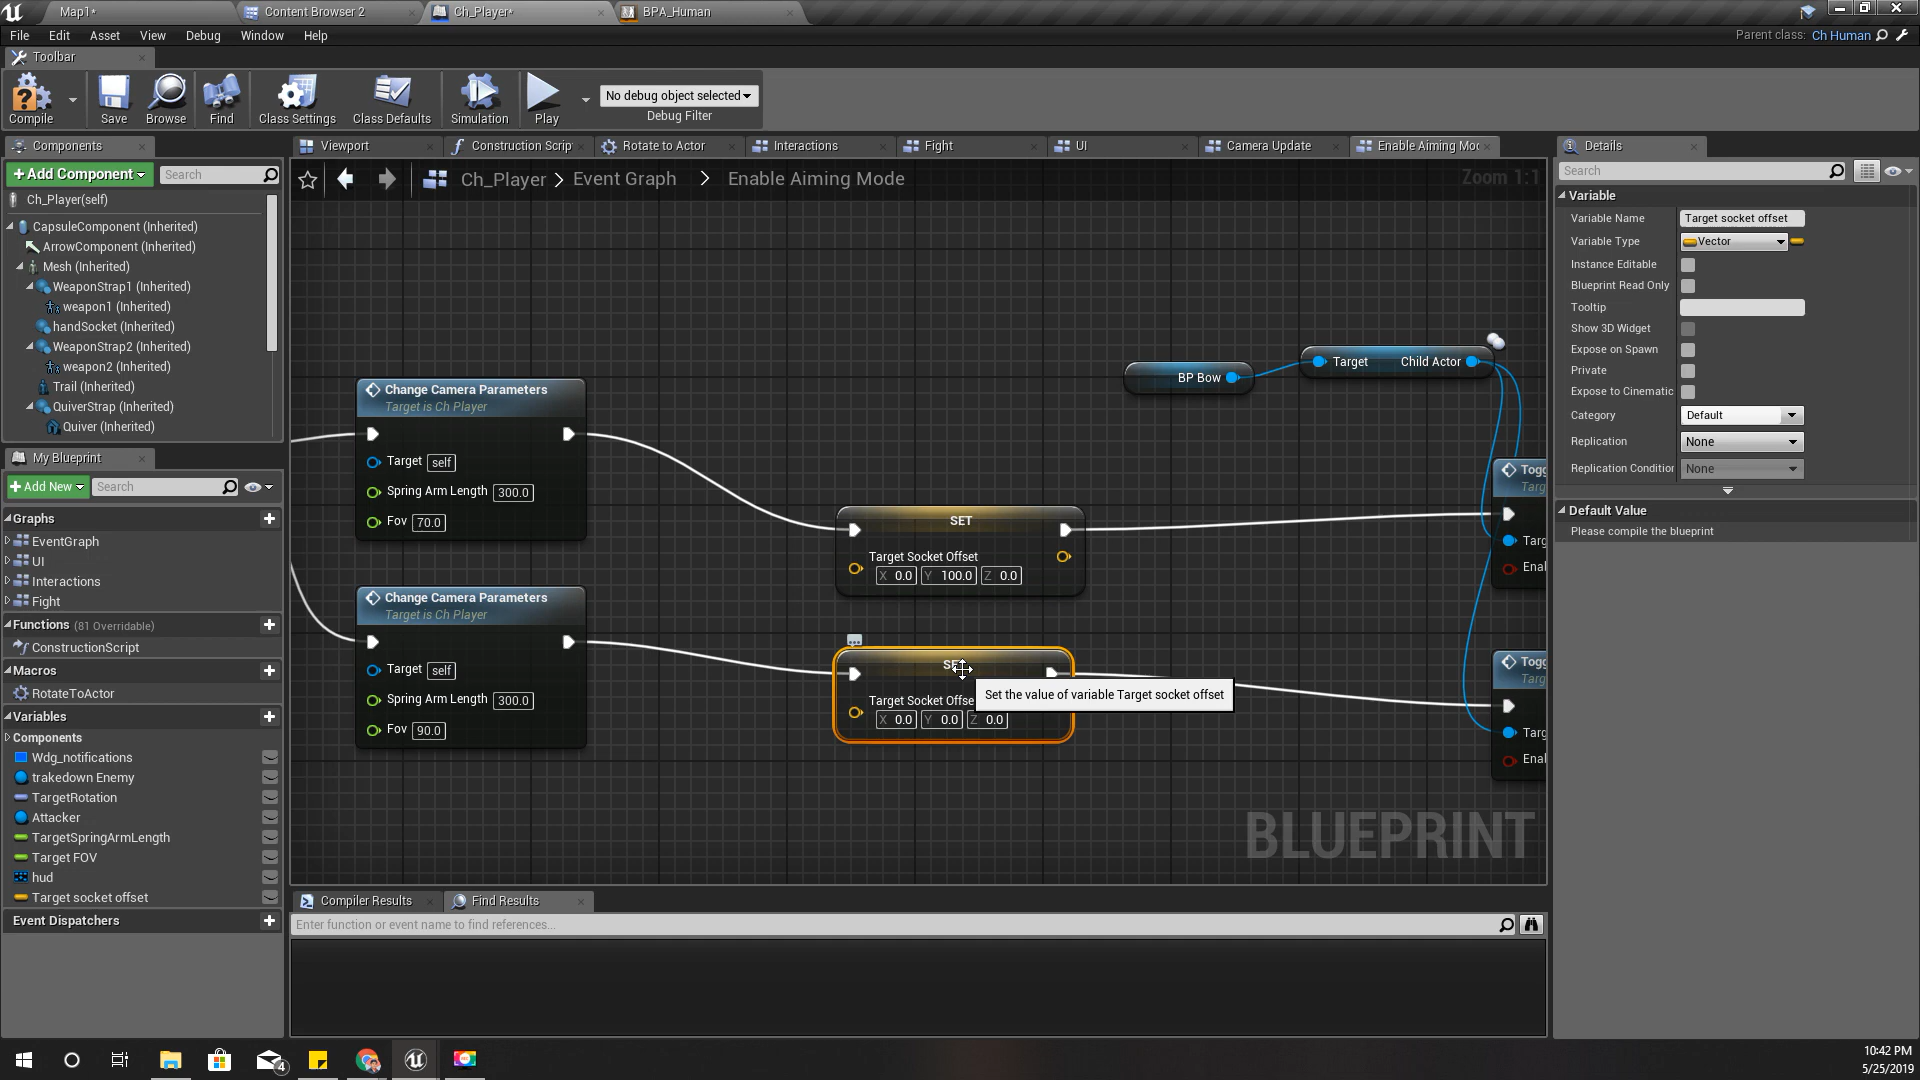 Map1*
Content Browser 2
Ch_Player*
BPA_Human
File Edit Asset View Debug Window Help
Parent class: Ch Human
Toolbar
Compile
Save
Browse
Find
Class Settings
Class Defaults
Simulation
Play
No debug object selected
Debug Filter
Components
+Add Component
Search
Ch_Player(self)
CapsuleComponent (Inherited)
ArrowComponent (Inherited)
Mesh (Inherited)
WeaponStrap1 (Inherited)
weapon1 (Inherited)
handSocket (Inherited)
WeaponStrap2 (Inherited)
weapon2 (Inherited)
Trail (Inherited)
QuiverStrap (Inherited)
Quiver (Inherited)
My Blueprint
+Add New
Search
Graphs
EventGraph
UI
Interactions
Fight
Functions (81 Overridable)
ConstructionScript
Macros
RotateToActor
Variables
Components
Wdg_notifications
trakedown Enemy
TargetRotation
Attacker
TargetSpringArmLength
Target FOV
hud
Target socket offset
Event Dispatchers
Viewport
Construction Scrip
Rotate to Actor
Interactions
Fight
UI
Camera Update
Enable Aiming Mo
Ch_Player > Event Graph > Enable Aiming Mode
Zoom 1:1
BP Bow
Target Child Actor
Change Camera Parameters
Target is Ch Player
Target self
Spring Arm Length 300.0
Fov 70.0
SET
Target Socket Offset
X 0.0 Y 100.0 Z 0.0
Togg
Targ
Targ
Enal
Change Camera Parameters
Target is Ch Player
Target self
Spring Arm Length 300.0
Fov 90.0
SET
Target Socket Offse
X 0.0 Y 0.0 Z 0.0
Set the value of variable Target socket offset
Togg
Targ
Targ
Enal
BLUEPRINT
Compiler Results
Find Results
Enter function or event name to find references...
Details
Search
Variable
Variable Name Target socket offset
Variable Type Vector
Instance Editable
Blueprint Read Only
Tooltip
Show 3D Widget
Expose on Spawn
Private
Expose to Cinematic
Category Default
Replication None
Replication Condition None
Default Value
Please compile the blueprint
4
10:42 PM
5/25/2019